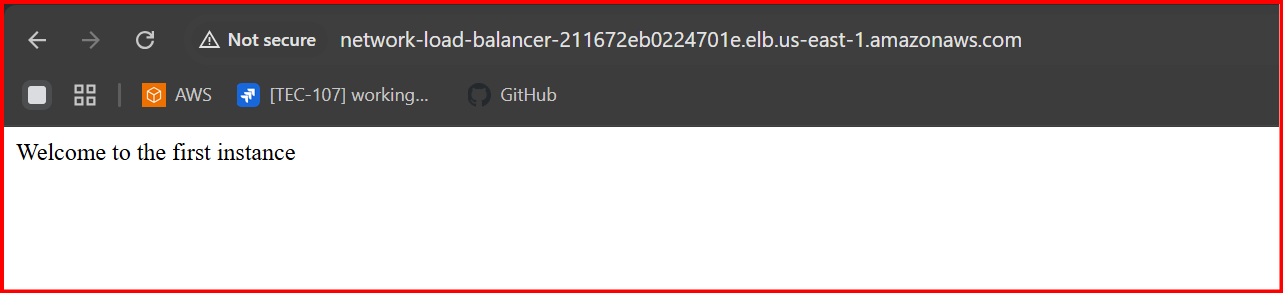 Not secure network-load-balancer-211672eb0224701e.elb.us-east-1.amazonaws.com
AWS [TEC-107] working... GitHub
Welcome to the first instance